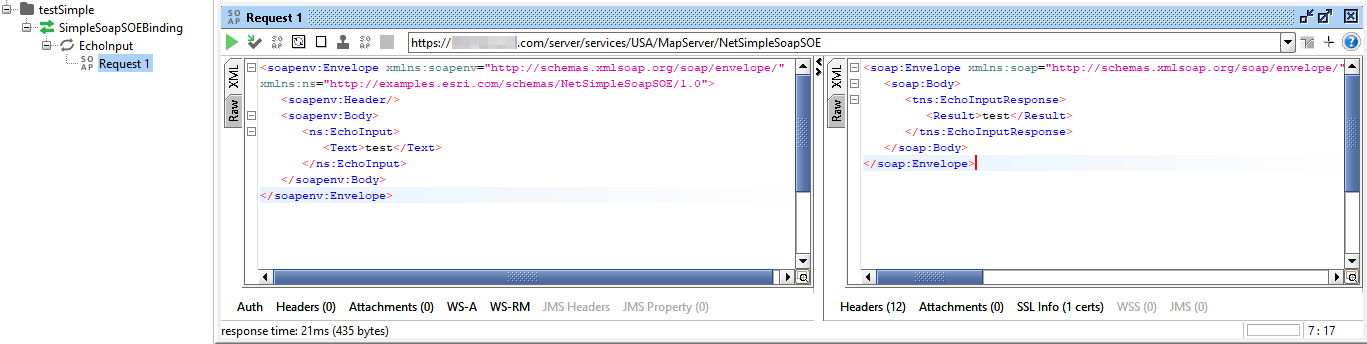 testSimple
SimpleSoapSOEBinding
EchoInput
SO AP Request 1
SO AP Request 1
https:// .com/server/services/USA/MapServer/NetSimpleSoapSOE
XML
Raw
<soapenv:Envelope xmlns:soapenv="http://schemas.xmlsoap.org/soap/envelope/"
xmlns:ns="http://examples.esri.com/schemas/NetSimpleSoapSOE/1.0">
<soapenv:Header/>
<soapenv:Body>
<ns:EchoInput>
<Text>test</Text>
</ns:EchoInput>
</soapenv:Body>
</soapenv:Envelope>
XML
Raw
<soap:Envelope xmlns:soap="http://schemas.xmlsoap.org/soap/envelope/"
<soap:Body>
<tns:EchoInputResponse>
<Result>test</Result>
</tns:EchoInputResponse>
</soap:Body>
</soap:Envelope>
Auth Headers (0) Attachments (0) WS-A WS-RM JMS Headers JMS Property (0)
Headers (12) Attachments (0) SSL Info (1 certs) WSS (0) JMS (0)
response time: 21ms (435 bytes)
7 : 17